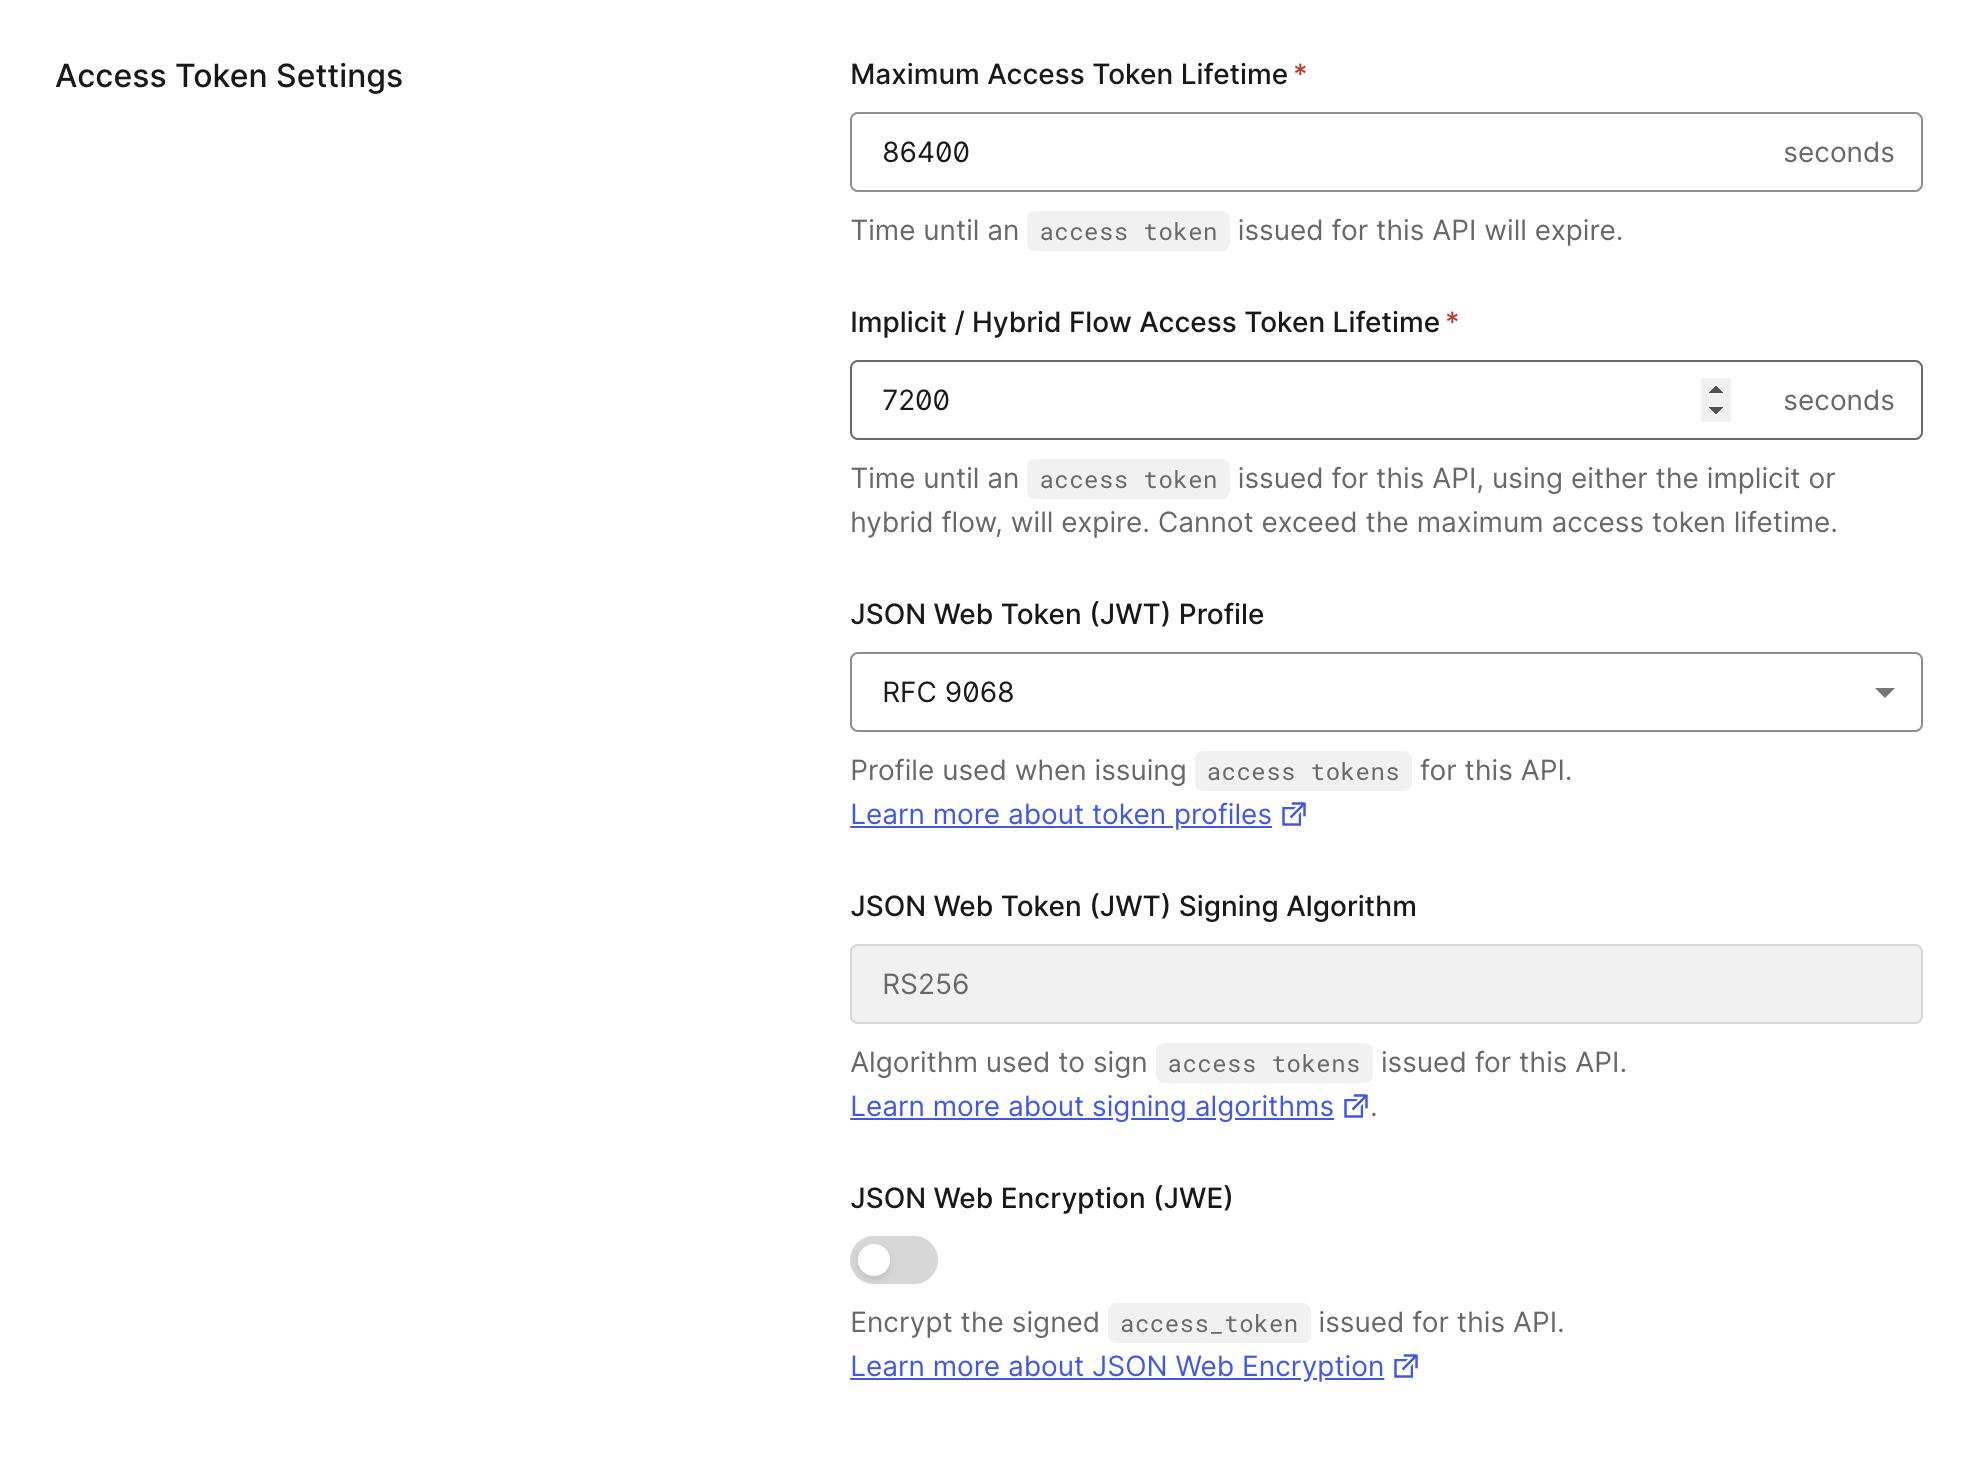 Access Token Settings
Maximum Access Token Lifetime *
86400 seconds
Time until an access token issued for this API will expire.
Implicit / Hybrid Flow Access Token Lifetime *
7200 seconds
Time until an access token issued for this API, using either the implicit or
hybrid flow, will expire. Cannot exceed the maximum access token lifetime.
JSON Web Token (JWT) Profile
RFC 9068
Profile used when issuing access tokens for this API.
Learn more about token profiles
JSON Web Token (JWT) Signing Algorithm
RS256
Algorithm used to sign access tokens issued for this API.
Learn more about signing algorithms .
JSON Web Encryption (JWE)
Encrypt the signed access_token issued for this API.
Learn more about JSON Web Encryption